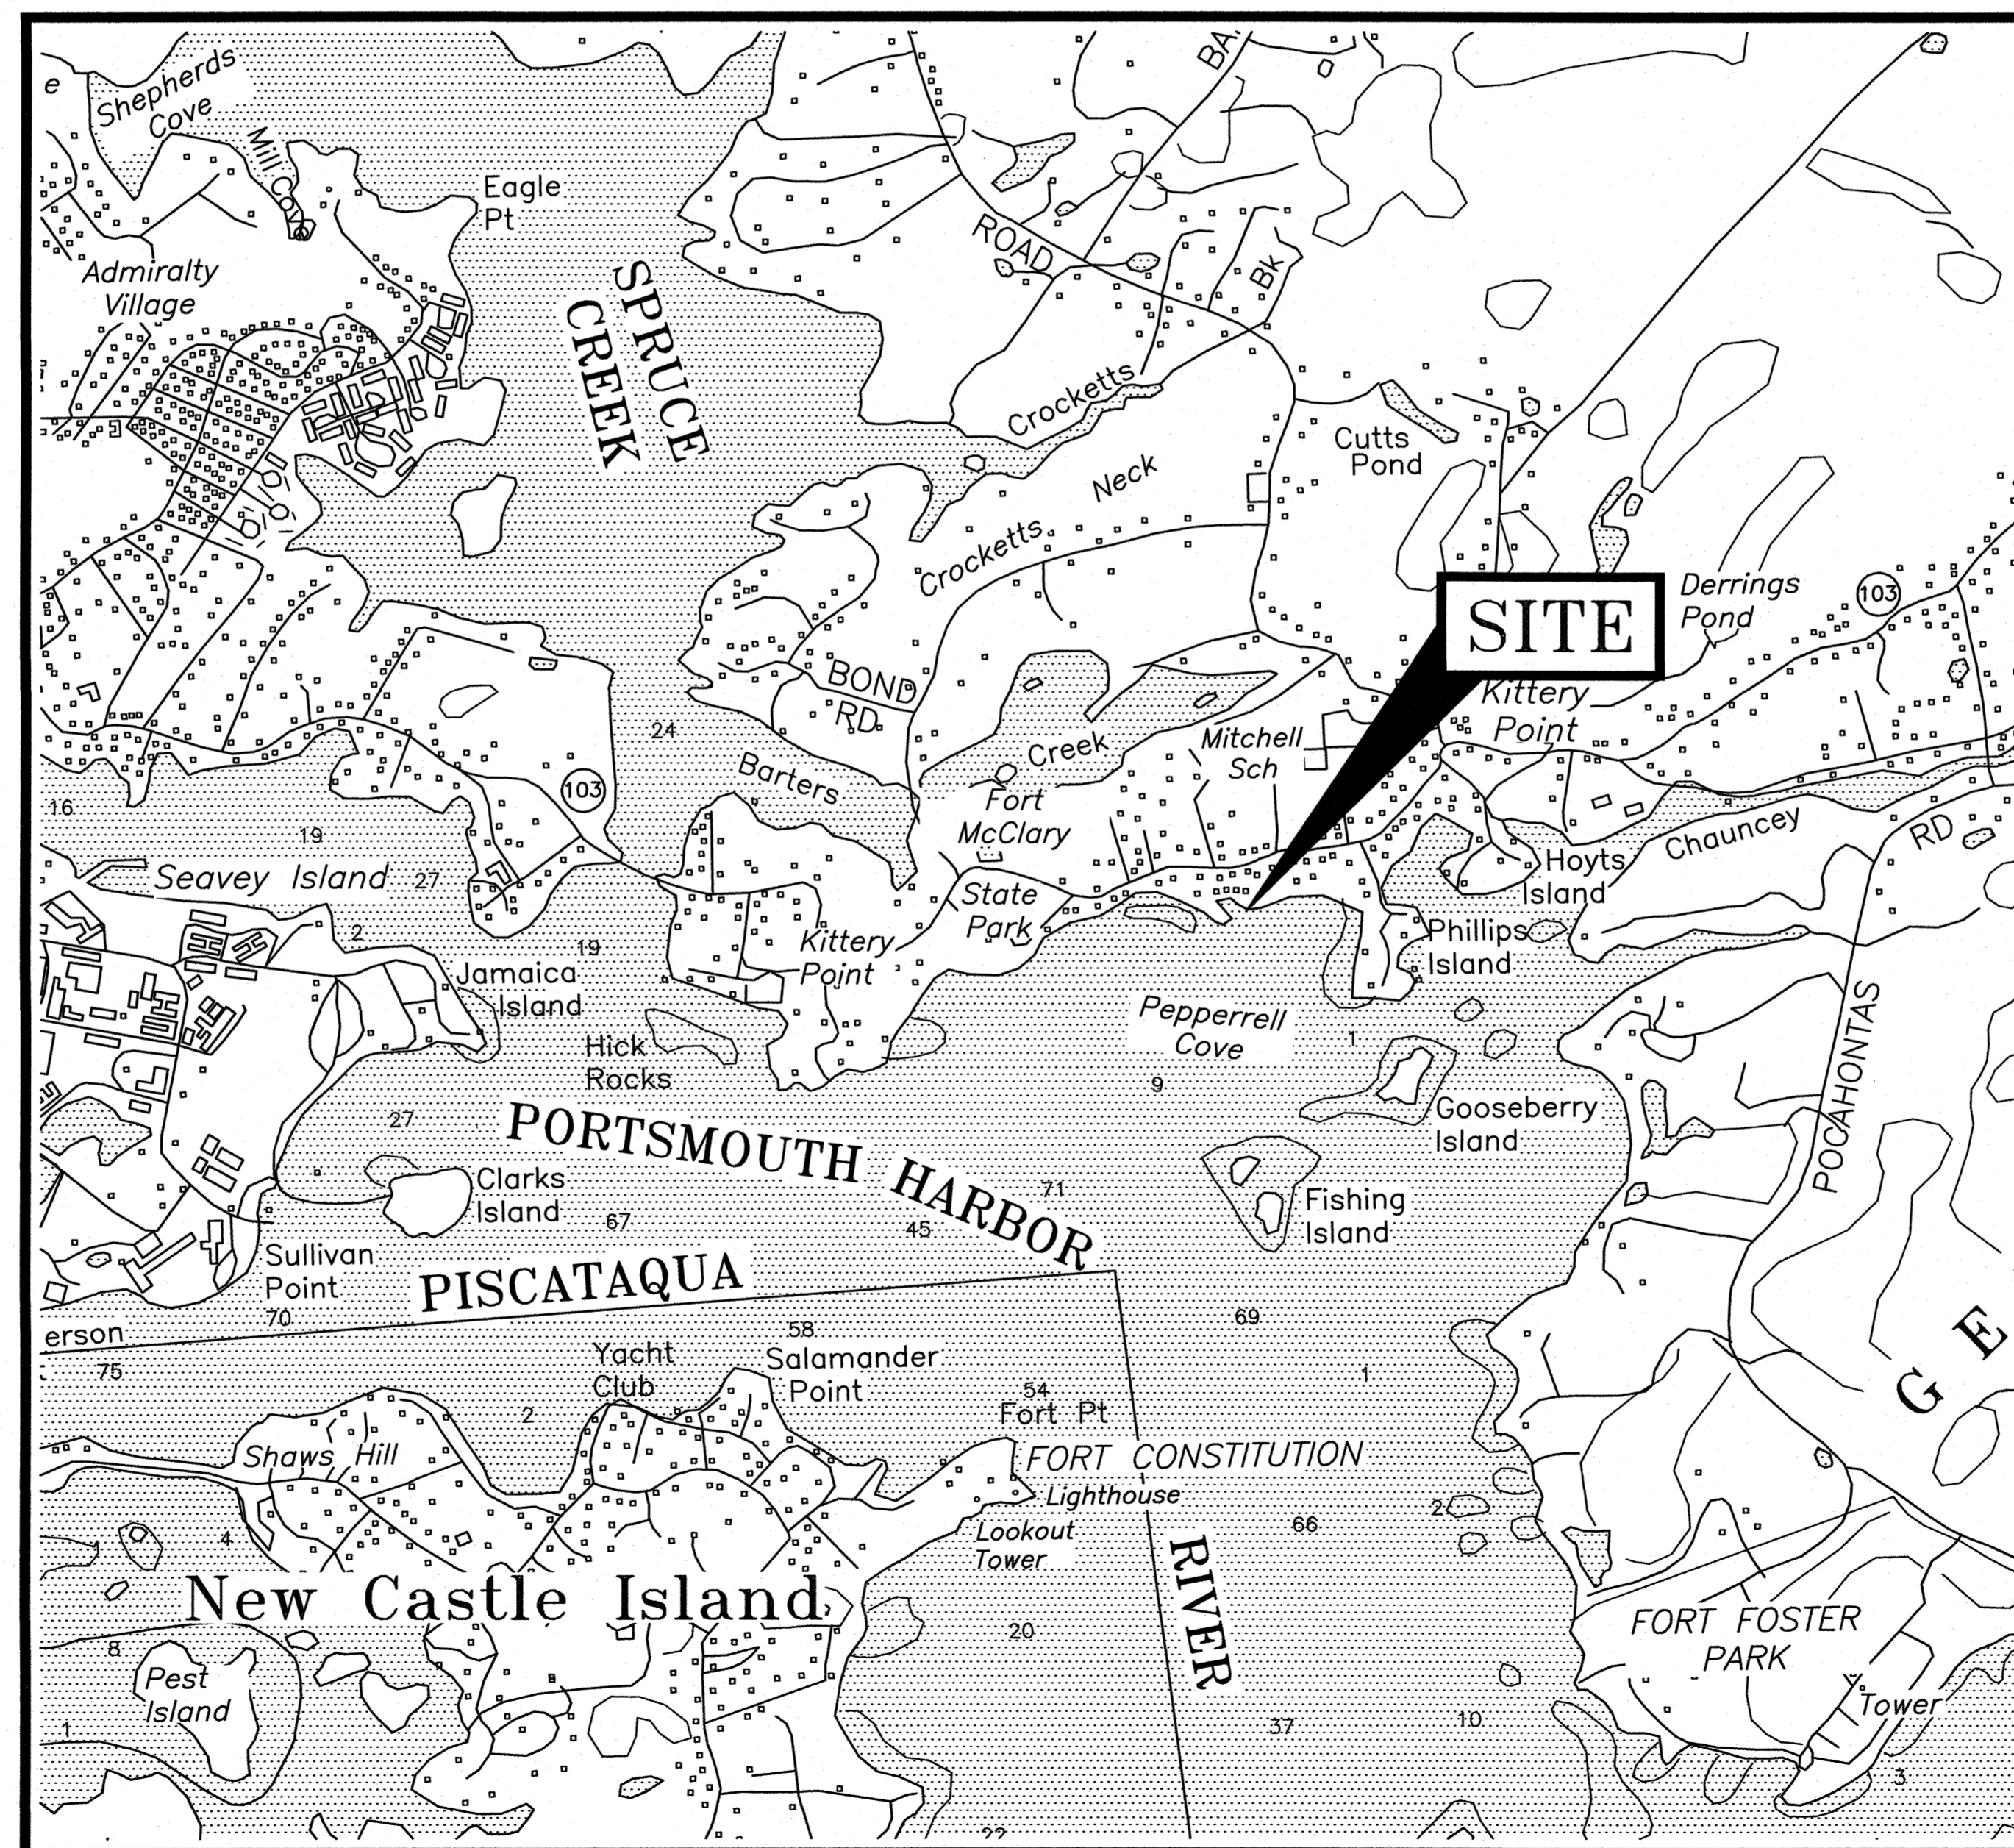 e
Shepherds
Cove
Mill Cove
Eagle
Pt
Admiralty
Village
SPRUCE
CREEK
ROAD
BA
Bk
Crocketts
Neck
Crocketts
Cutts
Pond
SITE
Derrings
Pond
103
Kittery
Point
BOND
RD
24
Barters
Creek
Mitchell
Sch
103
16
19
Fort
McClary
State
Park
Chauncey
RD
Seavey Island
27
Hoyts
Island
2
19
Kittery
Point
Phillips
Island
Jamaica
Island
Hick
Rocks
Pepperrell
Cove
1
9
POCAHONTAS
27
Gooseberry
Island
PORTSMOUTH HARBOR
Clarks
Island
67
71
45
Fishing
Island
Sullivan
Point
PISCATAQUA
70
69
erson
58
75
Yacht
Club
Salamander
Point
1
G E
2
54
Fort Pt
Shaws Hill
FORT CONSTITUTION
Lighthouse
2
4
66
Lookout
Tower
RIVER
New Castle Island
20
FORT FOSTER
PARK
8
Pest
Island
Tower
1
37
10
3
22